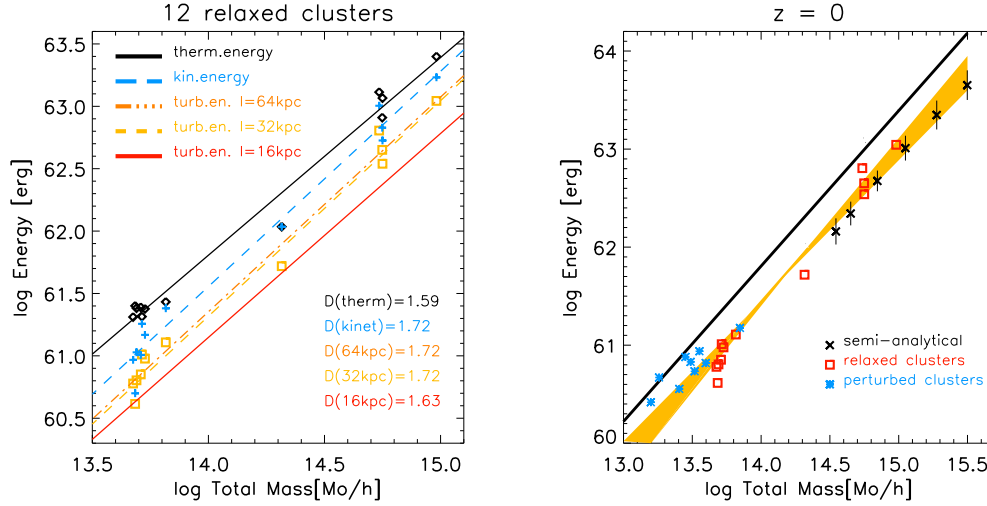 12 relaxed clusters
63.5
63.0
62.5
62.0
61.5
61.0
60.5
log Energy [erg]
therm.energy
kin.energy
turb.en. l=64kpc
turb.en. l=32kpc
turb.en. l=16kpc
D(therm)=1.59
D(kinet)=1.72
D(64kpc)=1.72
D(32kpc)=1.72
D(16kpc)=1.63
13.5 14.0 14.5 15.0
log Total Mass[Mo/h]
z = 0
64
63
62
61
60
log Energy [erg]
semi-analytical
relaxed clusters
perturbed clusters
13.0 13.5 14.0 14.5 15.0 15.5
log Total Mass[Mo/h]